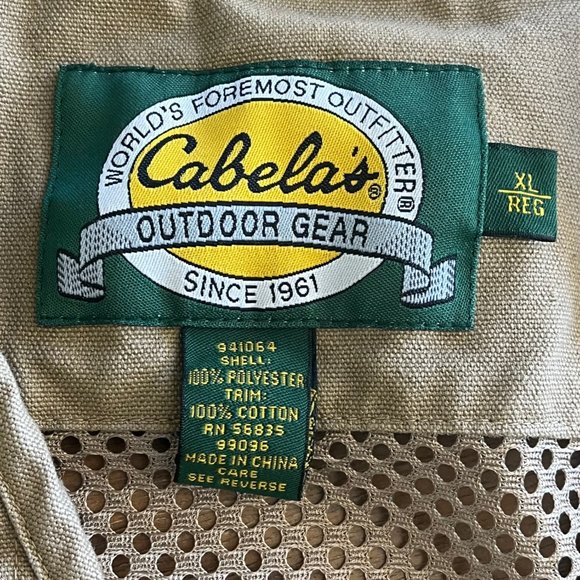 WORLD'S FOREMOST OUTFITTER®
Cabela's®
OUTDOOR GEAR
SINCE 1961
XL
REG
941064
SHELL:
100% POLYESTER
TRIM:
100% COTTON
RN 56835
99096
MADE IN CHINA
CARE
SEE REVERSE